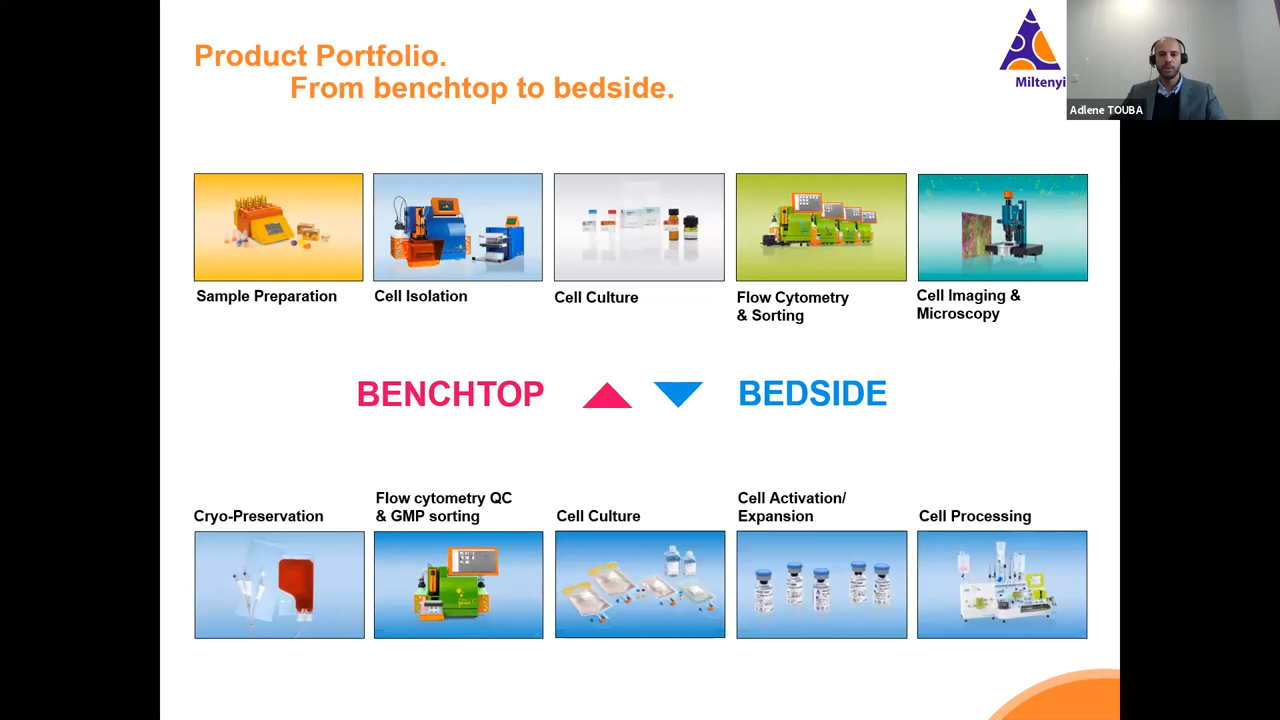 Product Portfolio.
From benchtop to bedside.
Miltenyi
Adlene TOUBA
Sample Preparation
Cell Isolation
Cell Culture
Flow Cytometry
& Sorting
Cell Imaging &
Microscopy
BENCHTOP
BEDSIDE
Cryo-Preservation
Flow cytometry QC
& GMP sorting
Cell Culture
Cell Activation/
Expansion
Cell Processing